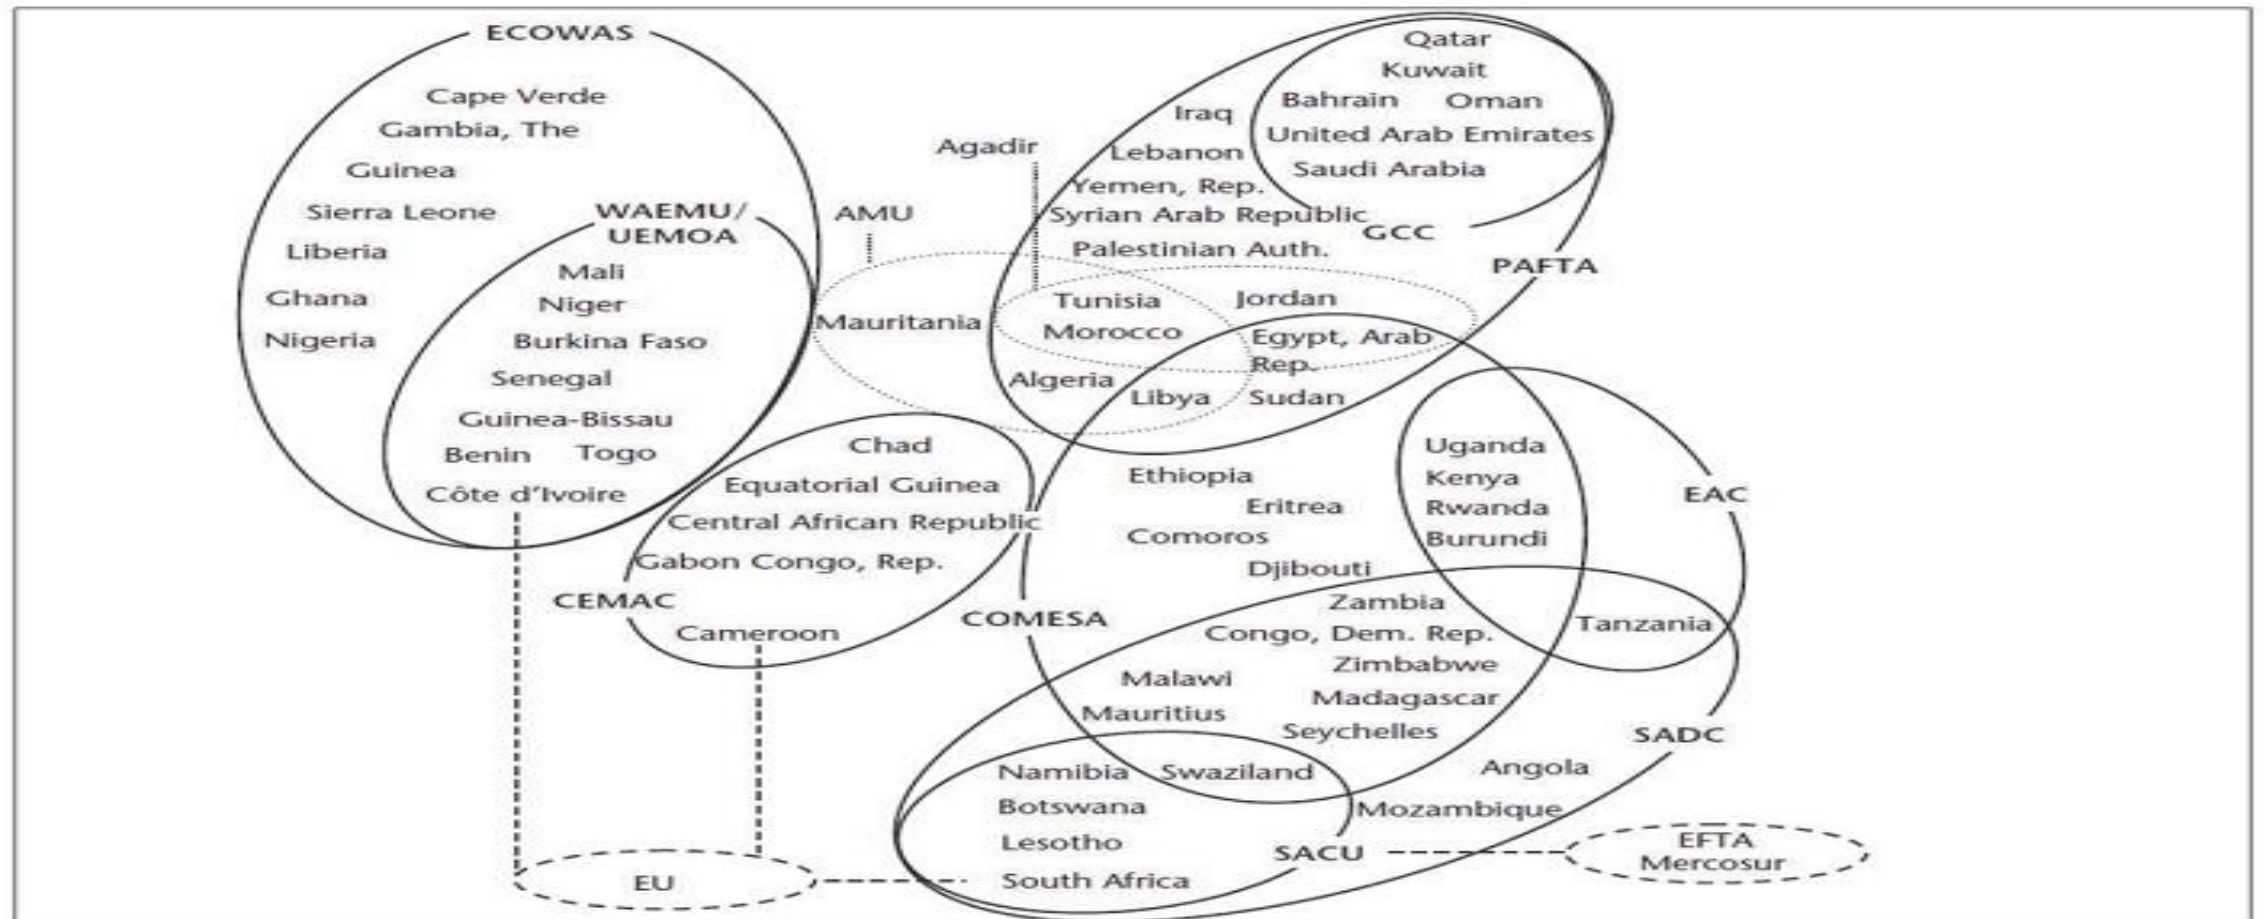 ECOWAS
Cape Verde
Gambia, The
Guinea
Sierra Leone
Liberia
Ghana
Nigeria
WAEMU/
UEMOA
Mali
Niger
Burkina Faso
Senegal
Guinea-Bissau
Benin Togo
Côte d'Ivoire
AMU
Mauritania
Agadir
Qatar
Kuwait
Bahrain Oman
United Arab Emirates
Saudi Arabia
GCC
Iraq
Lebanon
Yemen, Rep.
Syrian Arab Republic
Palestinian Auth.
PAFTA
Tunisia Jordan
Morocco
Egypt, Arab
Rep.
Algeria
Libya Sudan
Chad
Equatorial Guinea
Central African Republic
Gabon Congo, Rep.
CEMAC
Cameroon
COMESA
Ethiopia
Eritrea
Comoros
Djibouti
Uganda
Kenya
Rwanda
Burundi
EAC
Tanzania
Zambia
Congo, Dem. Rep.
Zimbabwe
Malawi
Madagascar
Mauritius
Seychelles
SADC
Angola
Mozambique
Namibia Swaziland
Botswana
Lesotho
South Africa
SACU
EU
EFTA
Mercosur